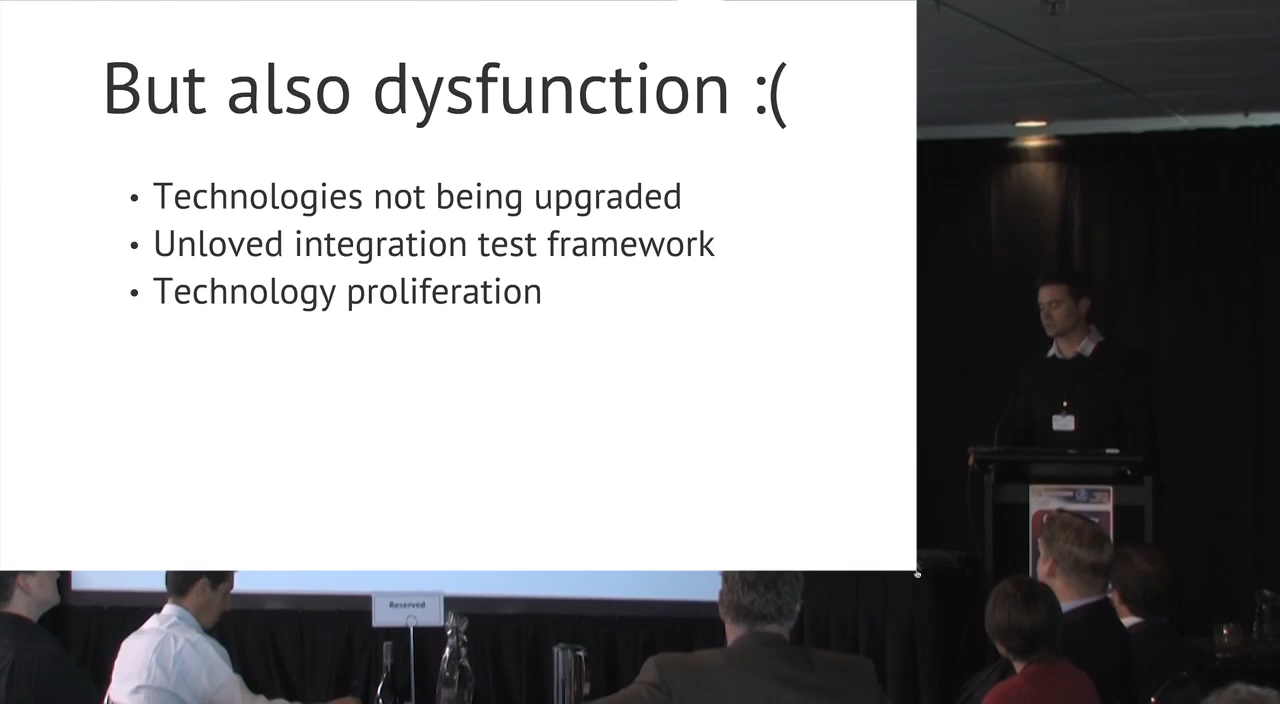 But also dysfunction :(
• Technologies not being upgraded
• Unloved integration test framework
• Technology proliferation
Reserved